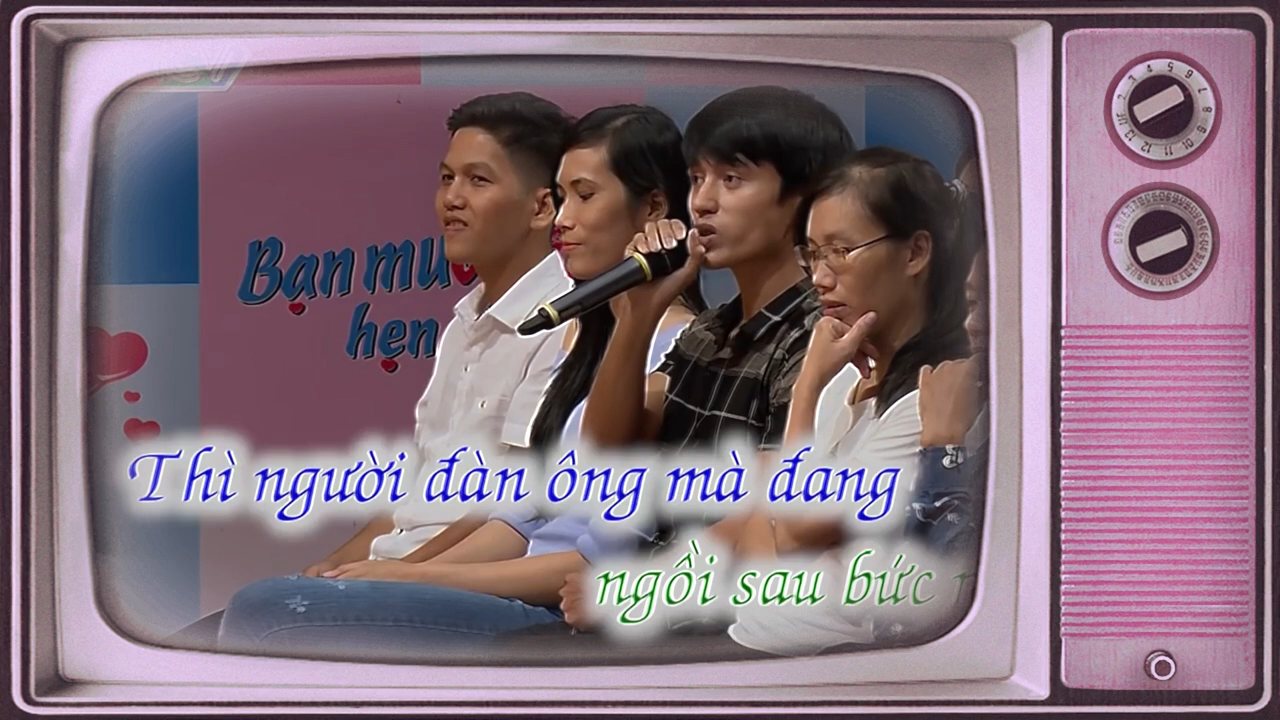 Bạn mu
hẹn
Thì người đàn ông mà đang
ngồi sau bức